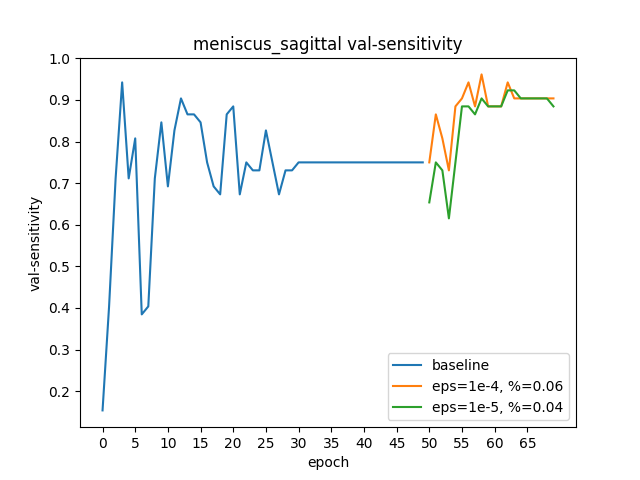 meniscus_sagittal val-sensitivity
val-sensitivity
1.0
0.9
0.8
0.7
0.6
0.5
0.4
0.3
0.2
baseline
eps=1e-4, %=0.06
eps=1e-5, %=0.04
0 5 10 15 20 25 30 35 40 45 50 55 60 65
epoch